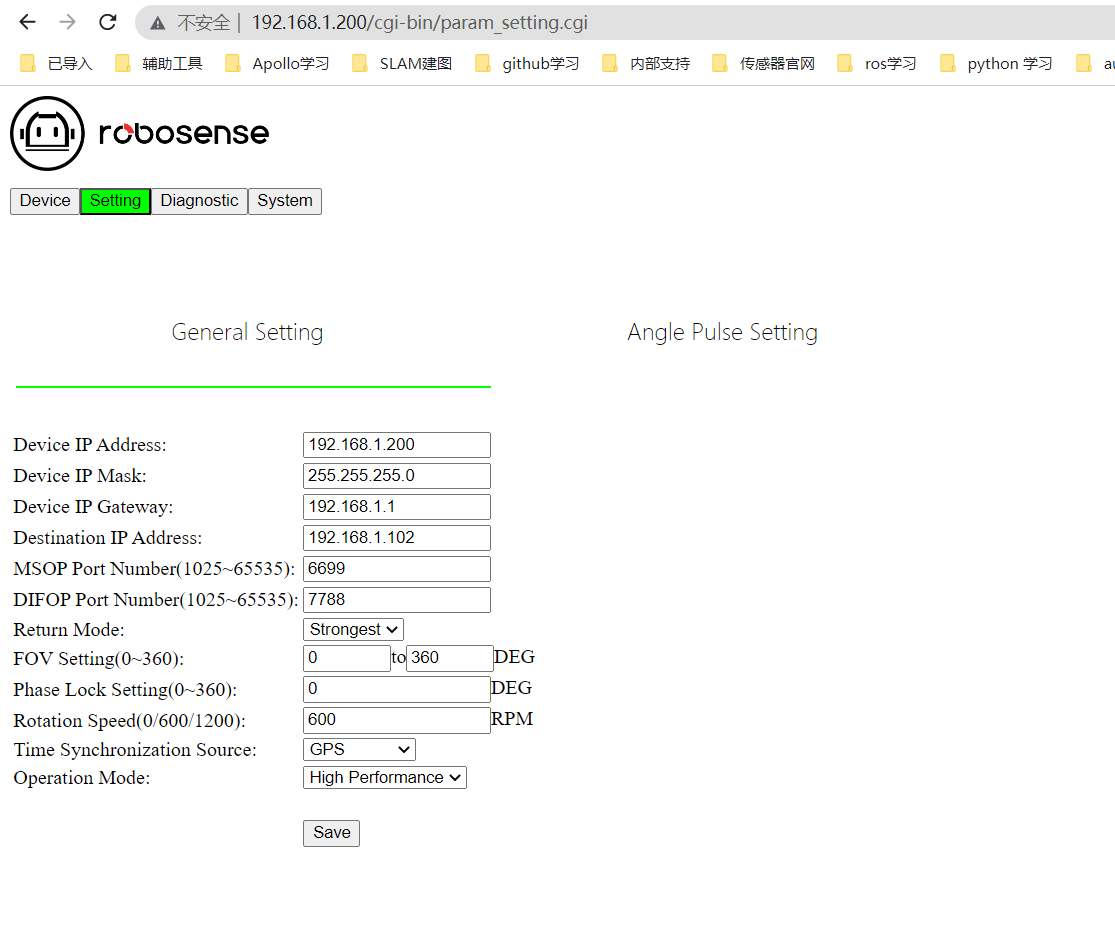 不安全 | 192.168.1.200/cgi-bin/param_setting.cgi
已导入 辅助工具 Apollo学习 SLAM建图 github学习 内部支持 传感器官网 ros学习 python 学习
robosense
Device Setting Diagnostic System
General Setting Angle Pulse Setting
Device IP Address: 192.168.1.200
Device IP Mask: 255.255.255.0
Device IP Gateway: 192.168.1.1
Destination IP Address: 192.168.1.102
MSOP Port Number(1025~65535): 6699
DIFOP Port Number(1025~65535): 7788
Return Mode: Strongest
FOV Setting(0~360): 0 to 360 DEG
Phase Lock Setting(0~360): 0 DEG
Rotation Speed(0/600/1200): 600 RPM
Time Synchronization Source: GPS
Operation Mode: High Performance
Save